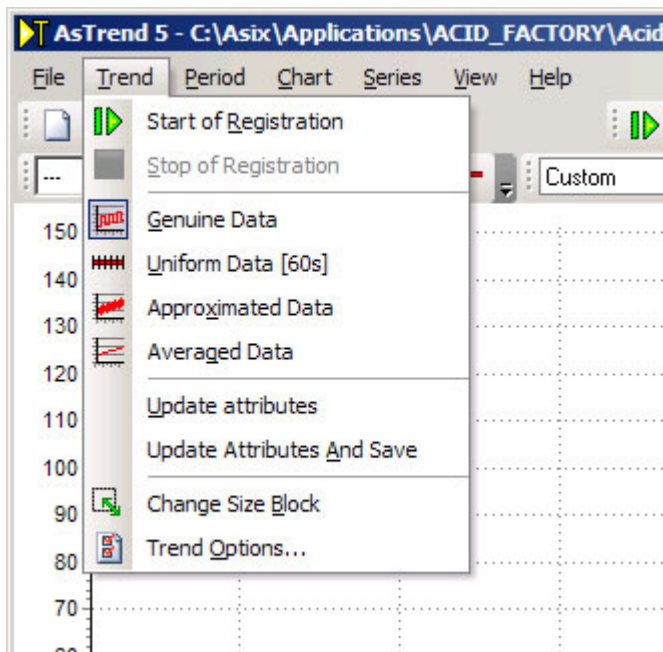 AsTrend 5 - C:\Asix\Applications\ACID_FACTORY\Acid
File Trend Period Chart Series View Help
Start of Registration
Stop of Registration
--- Custom
Genuine Data
Uniform Data [60s]
Approximated Data
Averaged Data
Update attributes
Update Attributes And Save
Change Size Block
Trend Options...
150
140
130
120
110
100
90
80
70